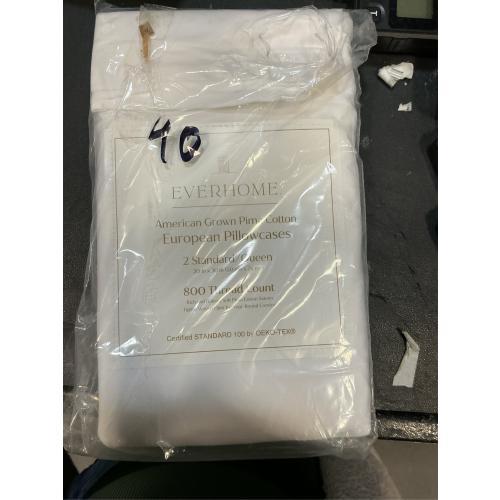 40
EVERHOME
American Grown Pima Cotton
European Pillowcases
2 Standard/Queen
800 Thread Count
Certified STANDARD 100 by OEKO-TEX®
T